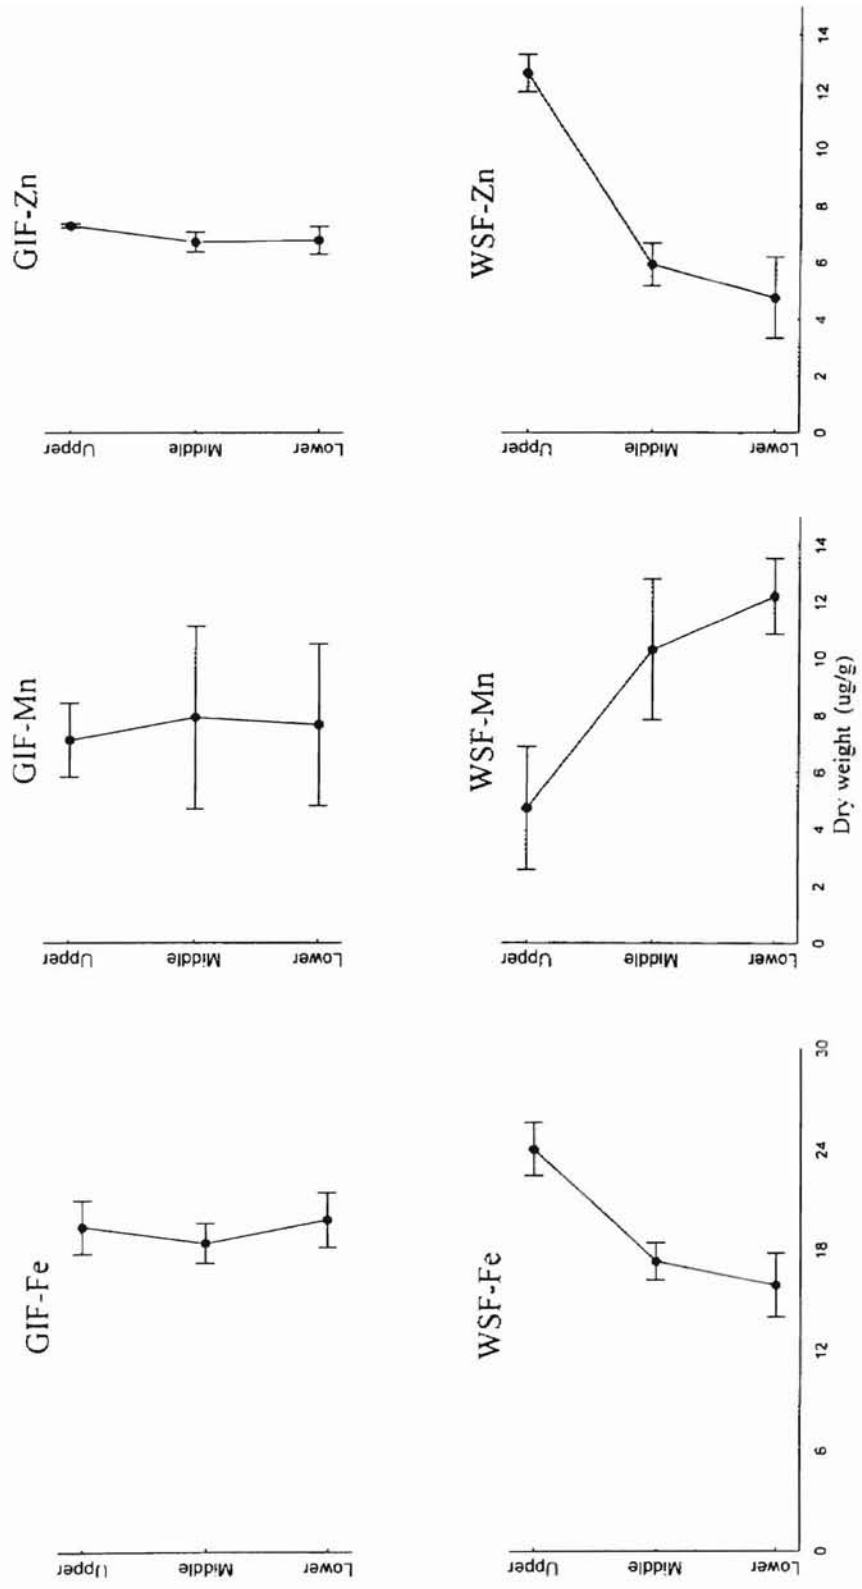 GIF-Fe
Upper
Middle
Lower
GIF-Mn
Upper
Middle
Lower
GIF-Zn
Upper
Middle
Lower
WSF-Fe
Upper
Middle
Lower
0 6 12 18 24 30
WSF-Mn
Upper
Middle
Lower
0 2 4 6 8 10 12 14
WSF-Zn
Upper
Middle
Lower
0 2 4 6 8 10 12 14
Dry weight (ug/g)